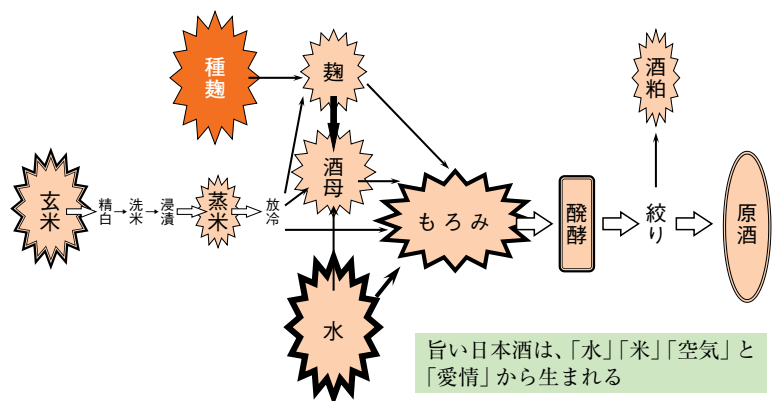 種麹
麹
酒粕
酒母
玄米
精白
洗米
浸漬
蒸米
放冷
もろみ
醗酵
絞り
原酒
水
旨い日本酒は、「水」「米」「空気」と
「愛情」から生まれる